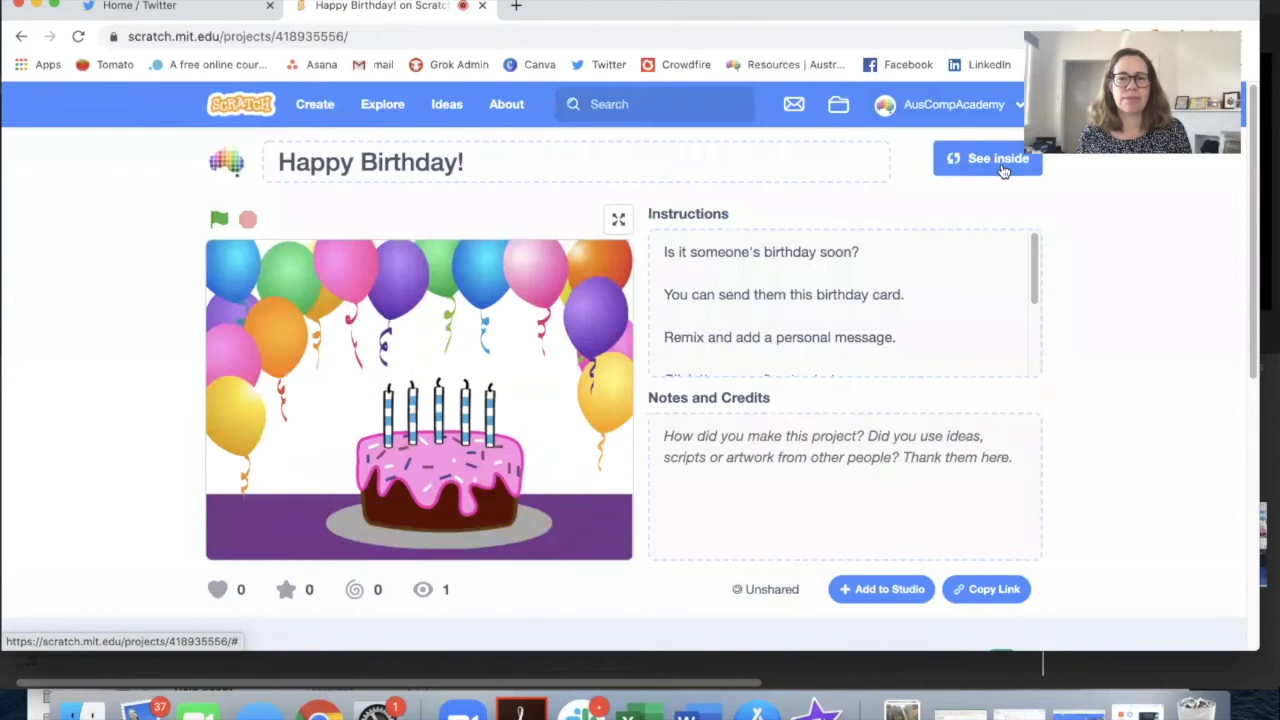 Home / Twitter
Happy Birthday! on Scratc
scratch.mit.edu/projects/418935556/
Apps Tomato A free online cour... Asana mail Grok Admin Canva Twitter Crowdfire Resources | Austr... Facebook LinkedIn
SCRATCH Create Explore Ideas About Search AusCompAcademy
Happy Birthday!
See inside
Instructions
Is it someone's birthday soon?
You can send them this birthday card.
Remix and add a personal message.
Notes and Credits
How did you make this project? Did you use ideas,
scripts or artwork from other people? Thank them here.
0 0 0 1 Unshared Add to Studio Copy Link
https://scratch.mit.edu/projects/418935556/#
37 1